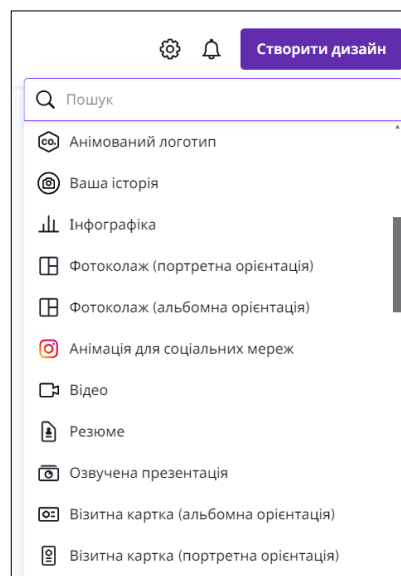 Створити дизайн
Пошук
co. Анімований логотип
Ваша історія
Інфографіка
Фотоколаж (портретна орієнтація)
Фотоколаж (альбомна орієнтація)
Анімація для соціальних мереж
Відео
Резюме
Озвучена презентація
Візитна картка (альбомна орієнтація)
Візитна картка (портретна орієнтація)